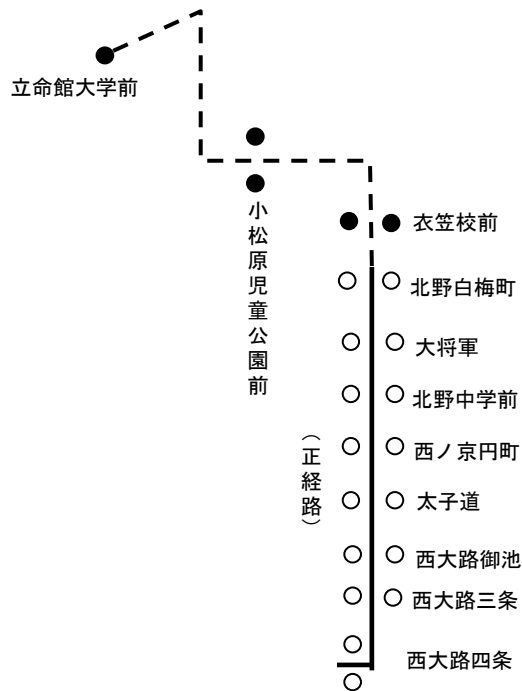 立命館大学前
小松原児童公園前
衣笠校前
北野白梅町
大将軍
北野中学前
西ノ京円町
（正経路）
太子道
西大路御池
西大路三条
西大路四条